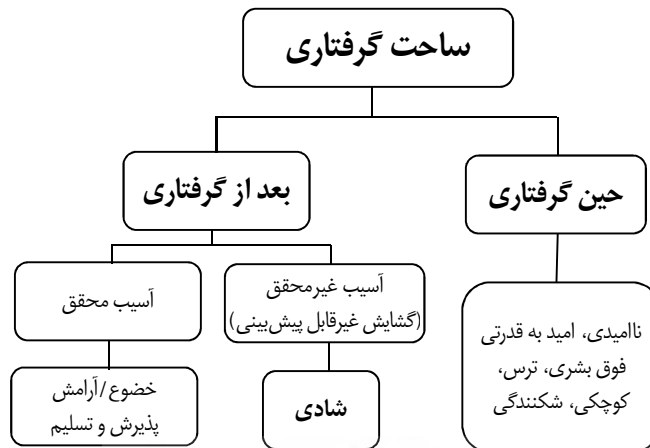 ساحت گرفتاری
حین گرفتاری
بعد از گرفتاری
ناامیدی، امید به قدرتی
فوق بشری، ترس،
کوچکی، شکنندگی
آسیب غیرمحقق
(گشایش غیرقابل پیش‌بینی)
آسیب محقق
شادی
خضوع/آرامش
پذیرش و تسلیم